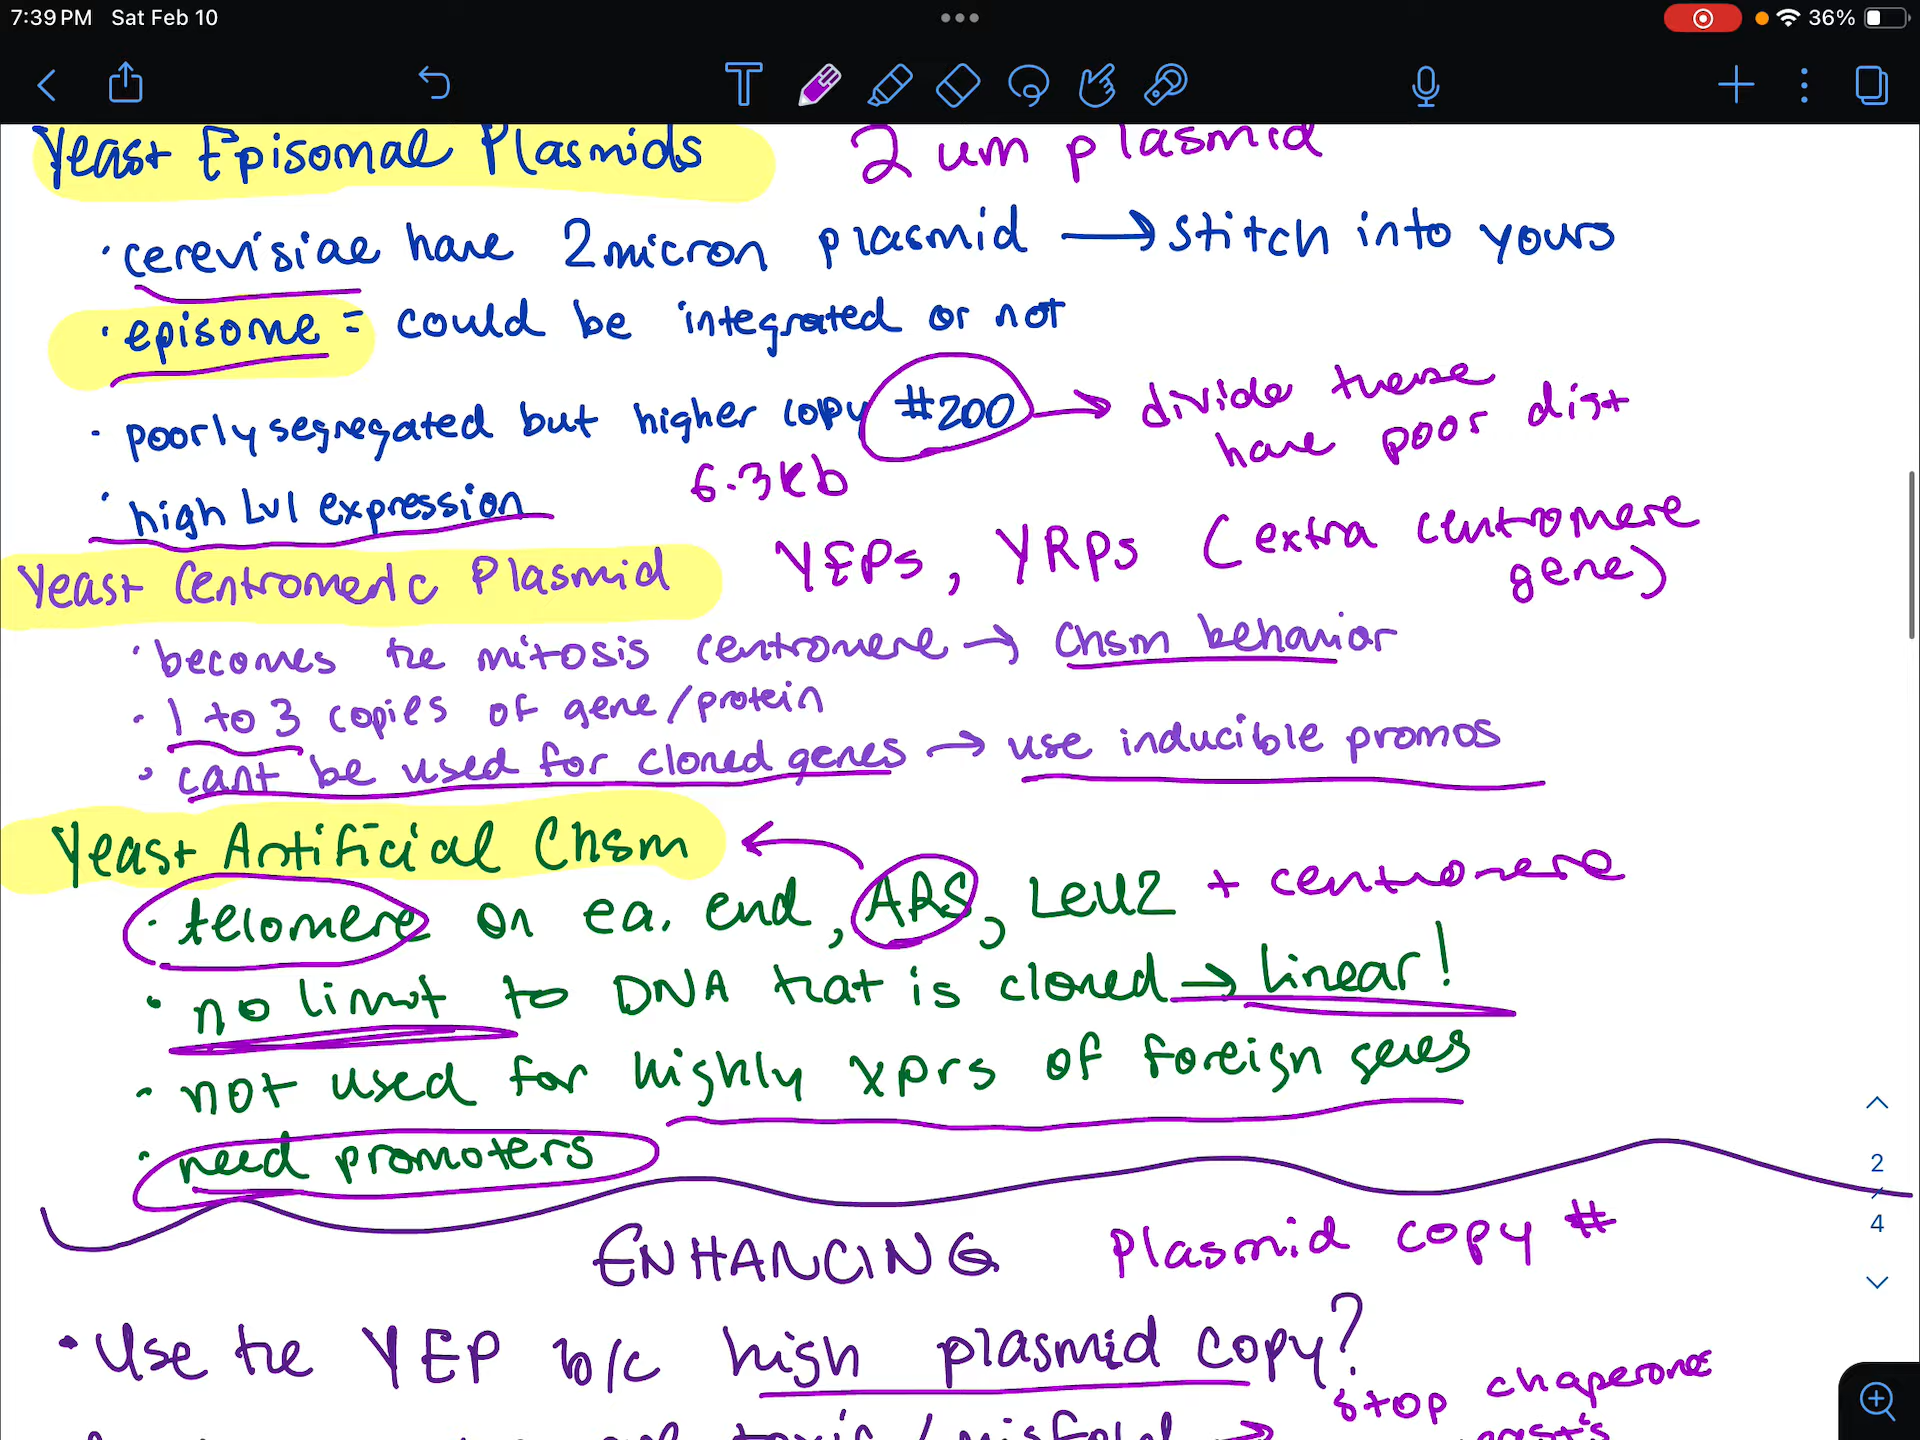 7:39 PM Sat Feb 10 36%
Yeast Episomal Plasmids 2 um plasmid
· cerevisiae have 2 micron plasmid → stitch into yours
· episome = could be integrated or not
· poorly segregated but higher copy #200 → divide these have poor dist
6.3kb
· high lvl expression
Yeast Centromeric Plasmid YEPs, YRPs (extra centromere gene)
· becomes the mitosis centromere → chsm behavior
· 1 to 3 copies of gene/protein
· cant be used for cloned genes → use inducible promos
Yeast Artificial Chsm
· telomere on ea. end, ARS, Leu2 + centromere
· no limit to DNA that is cloned → linear!
· not used for highly xprs of foreign genes
· need promoters
2
4
ENHANCING plasmid copy #
· Use the YEP b/c high plasmid copy?
stop chaperones
toxic / misfold →